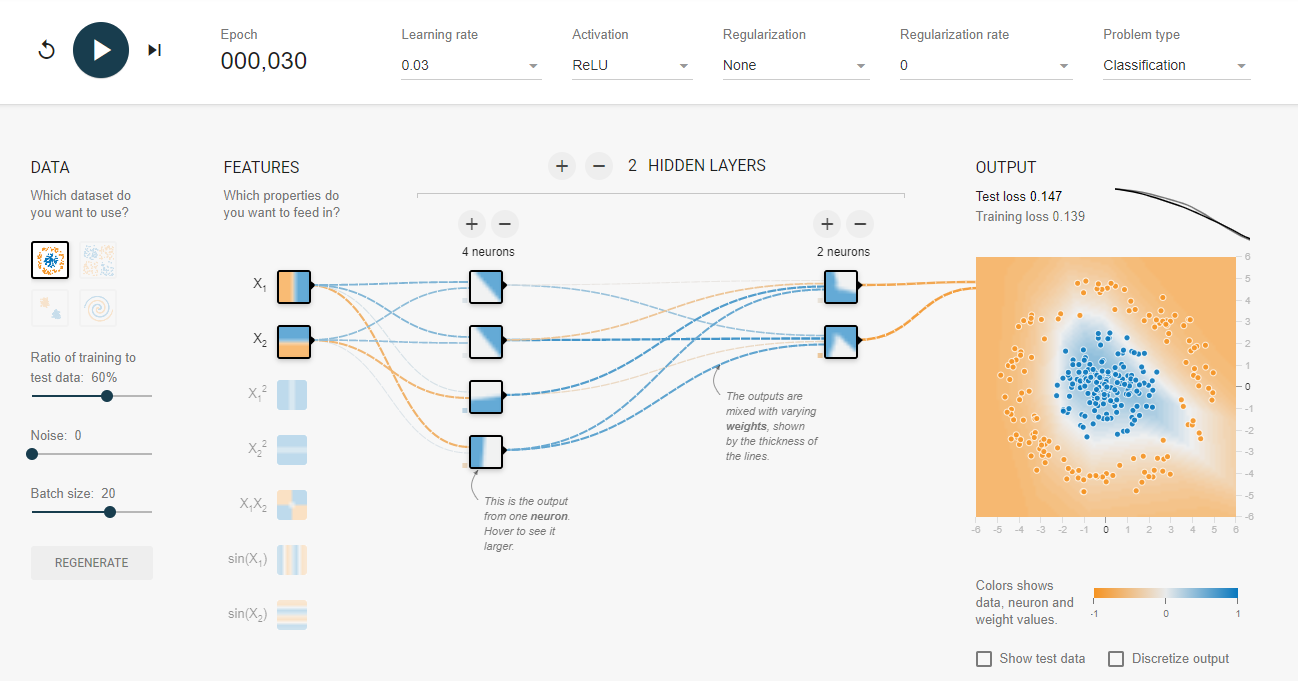 Epoch
000,030
Learning rate
0.03
Activation
ReLU
Regularization
None
Regularization rate
0
Problem type
Classification
DATA
Which dataset do
you want to use?
Ratio of training to
test data: 60%
Noise: 0
Batch size: 20
REGENERATE
FEATURES
Which properties do
you want to feed in?
X₁
X₂
X₁²
X₂²
X₁X₂
sin(X₁)
sin(X₂)
+ − 2 HIDDEN LAYERS
+ −
4 neurons
+ −
2 neurons
This is the output
from one neuron.
Hover to see it
larger.
The outputs are
mixed with varying
weights, shown
by the thickness of
the lines.
OUTPUT
Test loss 0.147
Training loss 0.139
6
5
4
3
2
1
0
-1
-2
-3
-4
-5
-6
-6 -5 -4 -3 -2 -1 0 1 2 3 4 5 6
Colors shows
data, neuron and
weight values.
-1 0 1
Show test data
Discretize output